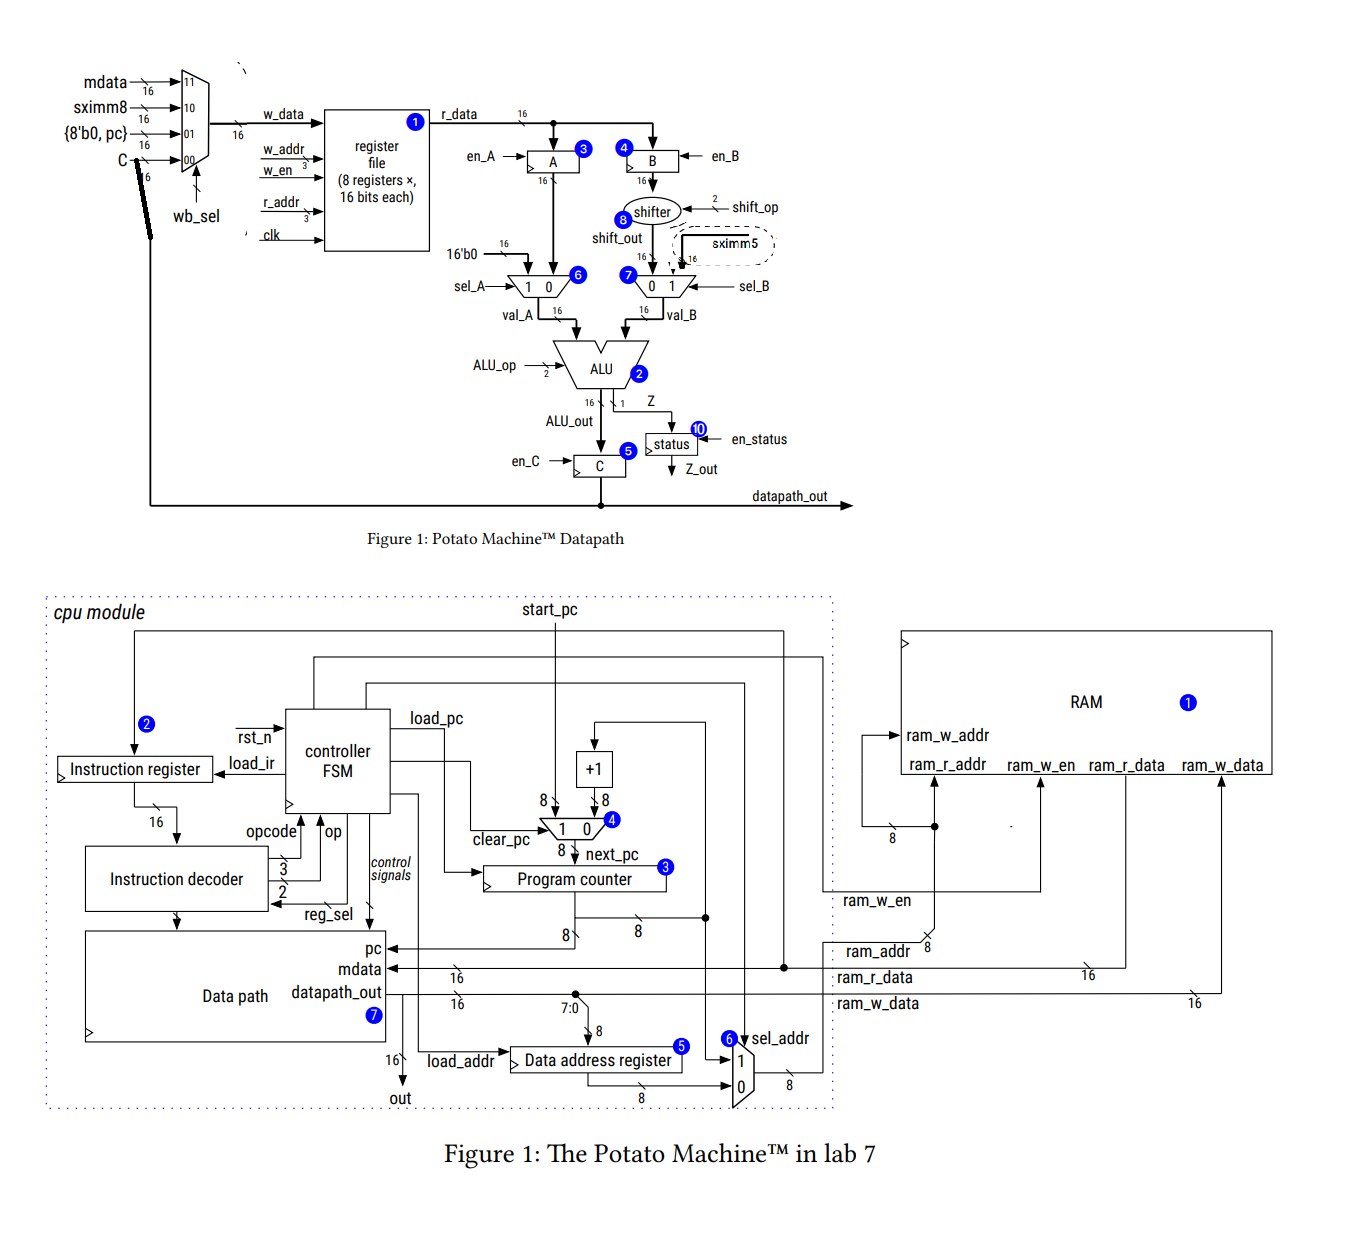 mdata
16
11
sximm8
16
10
{8'b0, pc}
16
01
C
16
00
16
wb_sel
w_data
w_addr
3
w_en
r_addr
3
clk
register
file
(8 registers ×,
16 bits each)
1
r_data
16
en_A
A
3
16
4
B
en_B
16
shifter
8
2
shift_op
shift_out
sximm5
16
16
16'b0
16
sel_A
1 0
6
7
0 1
sel_B
val_A
16
16
val_B
ALU_op
2
ALU
2
16
1
Z
ALU_out
10
status
en_status
Z_out
en_C
C
5
datapath_out
Figure 1: Potato Machine™ Datapath
cpu module
start_pc
2
rst_n
load_ir
Instruction register
16
controller
FSM
load_pc
+1
8
8
1 0
4
clear_pc
8
next_pc
opcode
op
3
2
reg_sel
control
signals
Instruction decoder
Program counter
3
8
8
pc
mdata
16
datapath_out
16
Data path
7
7:0
8
16
out
load_addr
Data address register
5
8
6
sel_addr
1
0
8
RAM
1
ram_w_addr
ram_r_addr
ram_w_en
ram_r_data
ram_w_data
8
ram_w_en
ram_addr
8
ram_r_data
16
ram_w_data
16
Figure 1: The Potato Machine™ in lab 7